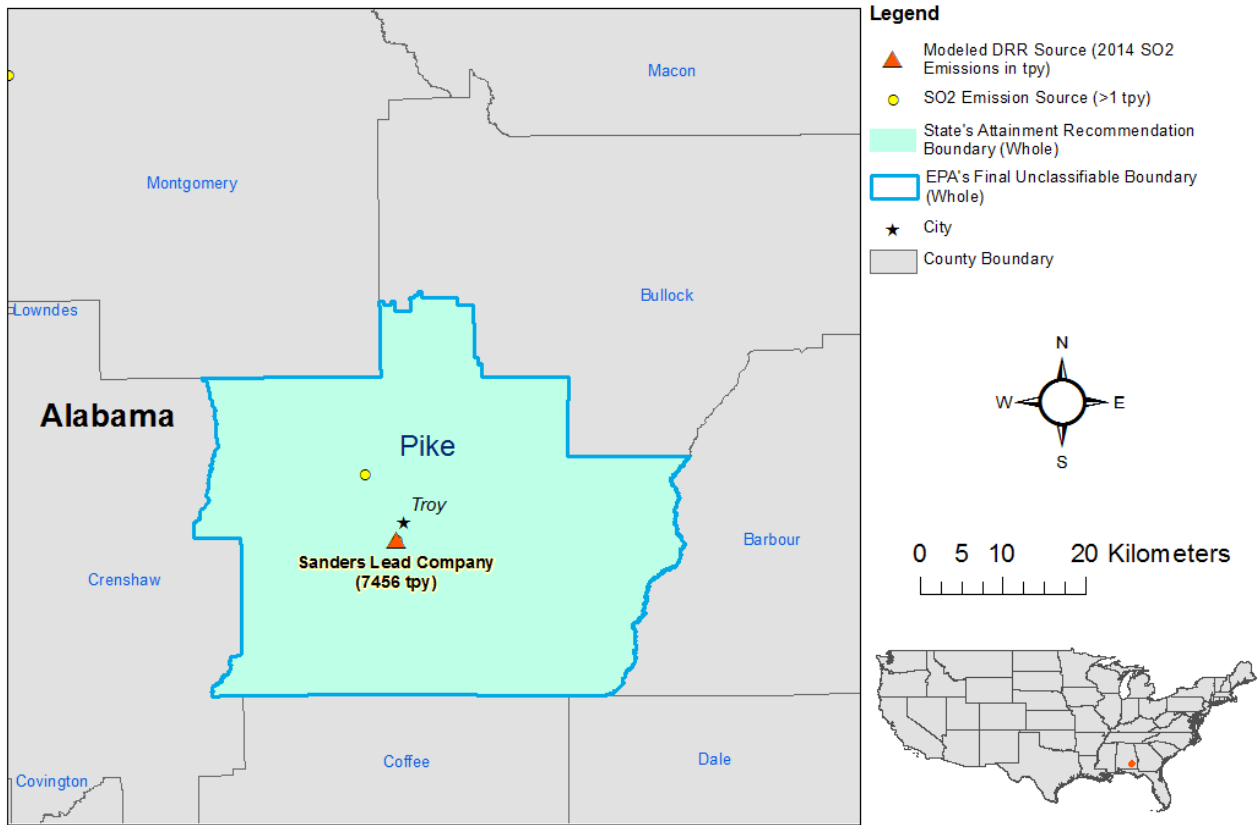 Macon
Montgomery
Lowndes
Bullock
Alabama
Pike
Troy
Sanders Lead Company
(7456 tpy)
Barbour
Crenshaw
Coffee
Dale
Covington
Legend
Modeled DRR Source (2014 SO2
Emissions in tpy)
SO2 Emission Source (>1 tpy)
State's Attainment Recommendation
Boundary (Whole)
EPA's Final Unclassifiable Boundary
(Whole)
City
County Boundary
N
W
E
S
0 5 10 20 Kilometers